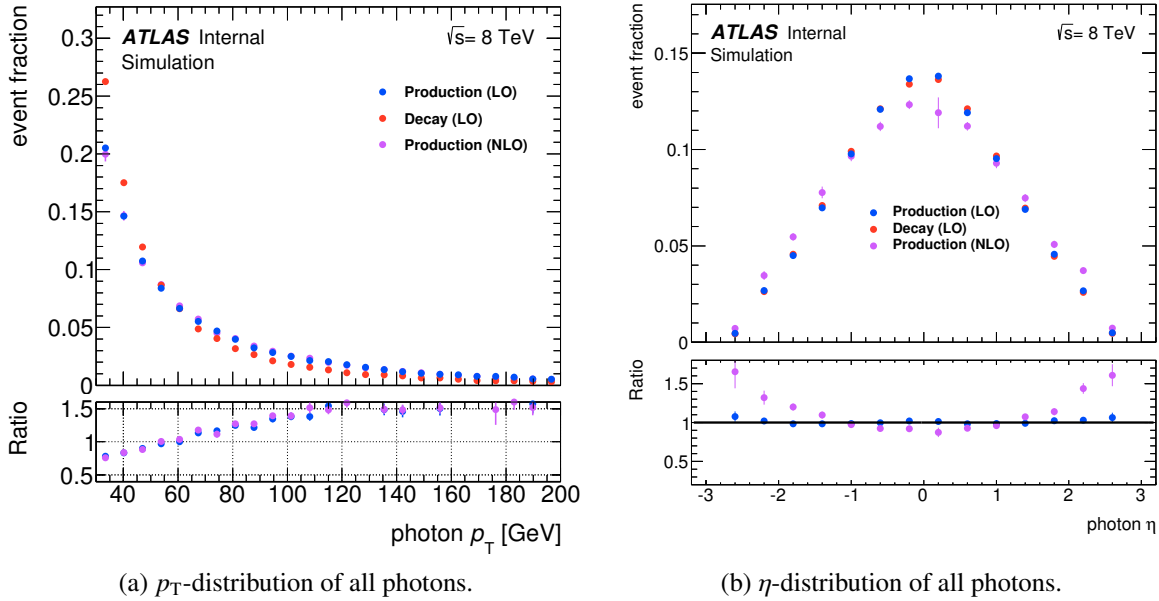 ATLAS Internal
Simulation
√s= 8 TeV
event fraction
0.3
0.25
0.2
0.15
0.1
0.05
0
Production (LO)
Decay (LO)
Production (NLO)
Ratio
1.5
1
0.5
40 60 80 100 120 140 160 180 200
photon pT [GeV]
(a) pT-distribution of all photons.
ATLAS Internal
Simulation
√s= 8 TeV
event fraction
0.15
0.1
0.05
0
Production (LO)
Decay (LO)
Production (NLO)
Ratio
1.5
1
0.5
-3 -2 -1 0 1 2 3
photon η
(b) η-distribution of all photons.